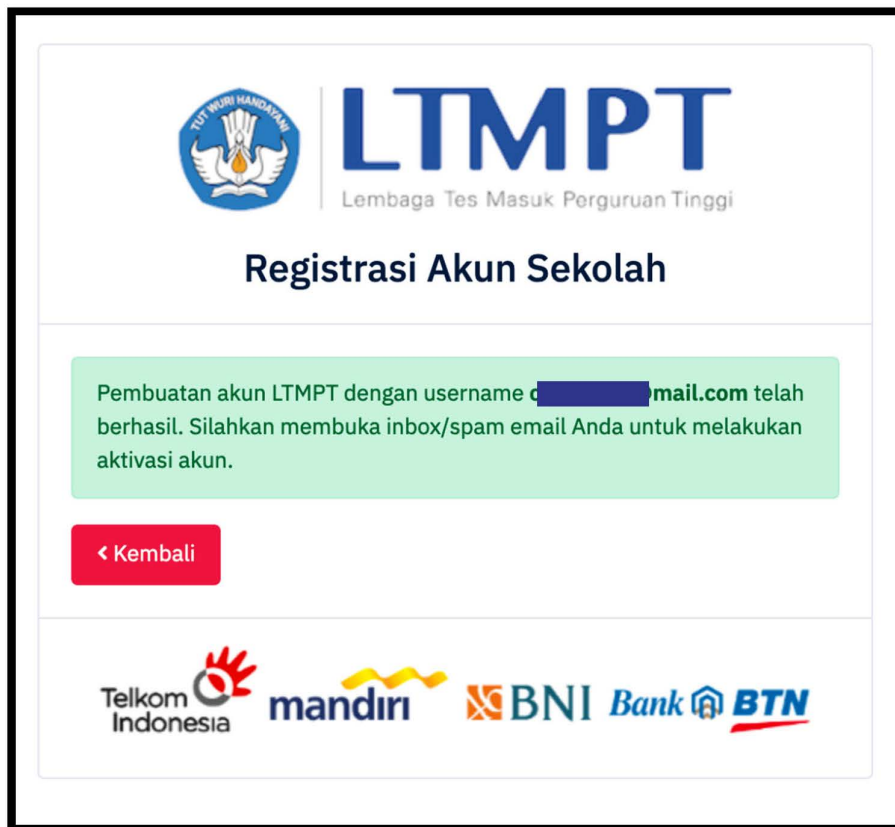 TUT WURI HANDAYANI
LTMPT
Lembaga Tes Masuk Perguruan Tinggi
Registrasi Akun Sekolah
Pembuatan akun LTMPT dengan username mail.com telah
berhasil. Silahkan membuka inbox/spam email Anda untuk melakukan
aktivasi akun.
Kembali
Telkom
Indonesia
mandiri
BNI
Bank BTN